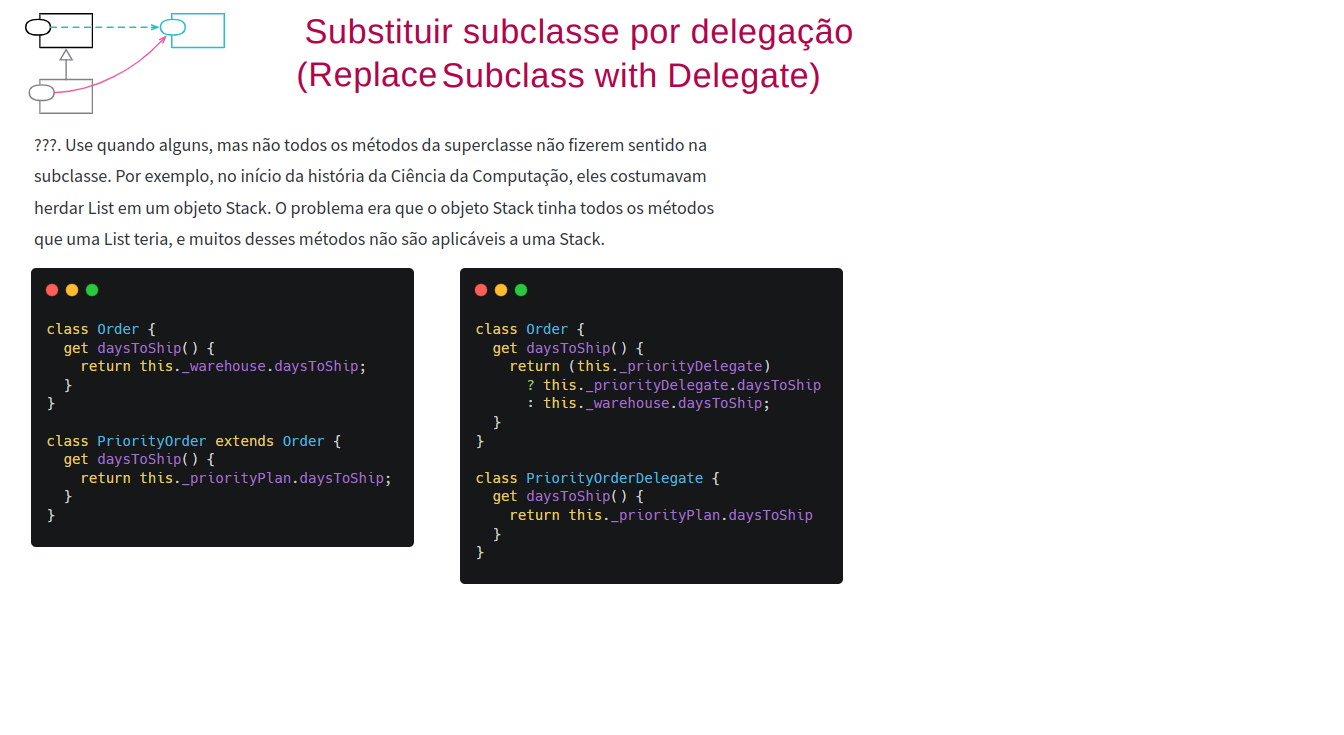 Substituir subclasse por delegação
(Replace Subclass with Delegate)
???. Use quando alguns, mas não todos os métodos da superclasse não fizerem sentido na
subclasse. Por exemplo, no início da história da Ciência da Computação, eles costumavam
herdar List em um objeto Stack. O problema era que o objeto Stack tinha todos os métodos
que uma List teria, e muitos desses métodos não são aplicáveis a uma Stack.
class Order {
  get daysToShip() {
    return this._warehouse.daysToShip;
  }
}
class PriorityOrder extends Order {
  get daysToShip() {
    return this._priorityPlan.daysToShip;
  }
}
class Order {
  get daysToShip() {
    return (this._priorityDelegate)
      ? this._priorityDelegate.daysToShip
      : this._warehouse.daysToShip;
  }
}
class PriorityOrderDelegate {
  get daysToShip() {
    return this._priorityPlan.daysToShip
  }
}